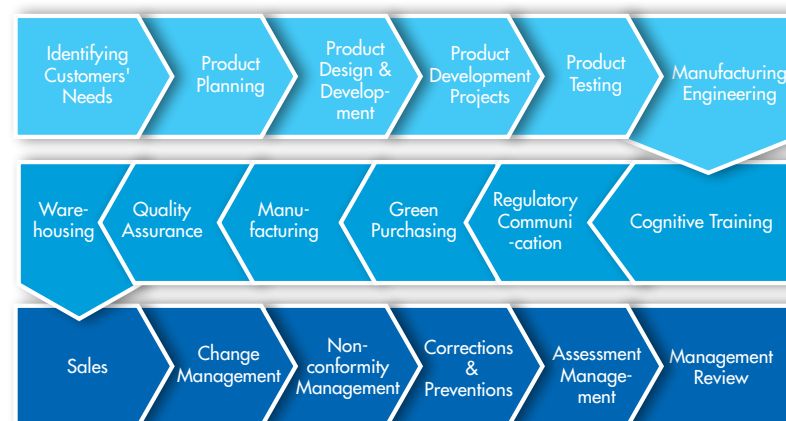 Identifying
Customers'
Needs
Product
Planning
Product
Design &
Develop-
ment
Product
Development
Projects
Product
Testing
Manufacturing
Engineering
Ware-
housing
Quality
Assurance
Manu-
facturing
Green
Purchasing
Regulatory
Communi
-cation
Cognitive Training
Sales
Change
Management
Non-
conformity
Management
Corrections
&
Preventions
Assessment
Manage-
ment
Management
Review